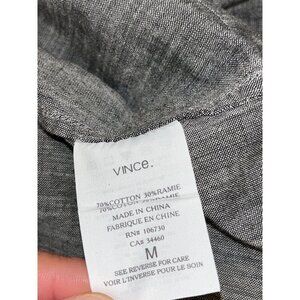 VINCE.
70%COTTON 30%RAMIE
MADE IN CHINA
FABRIQUE EN CHINE
RN# 106730
CA# 34460
M
SEE REVERSE FOR CARE
VOIR L'INVERSE POUR LE SOIN